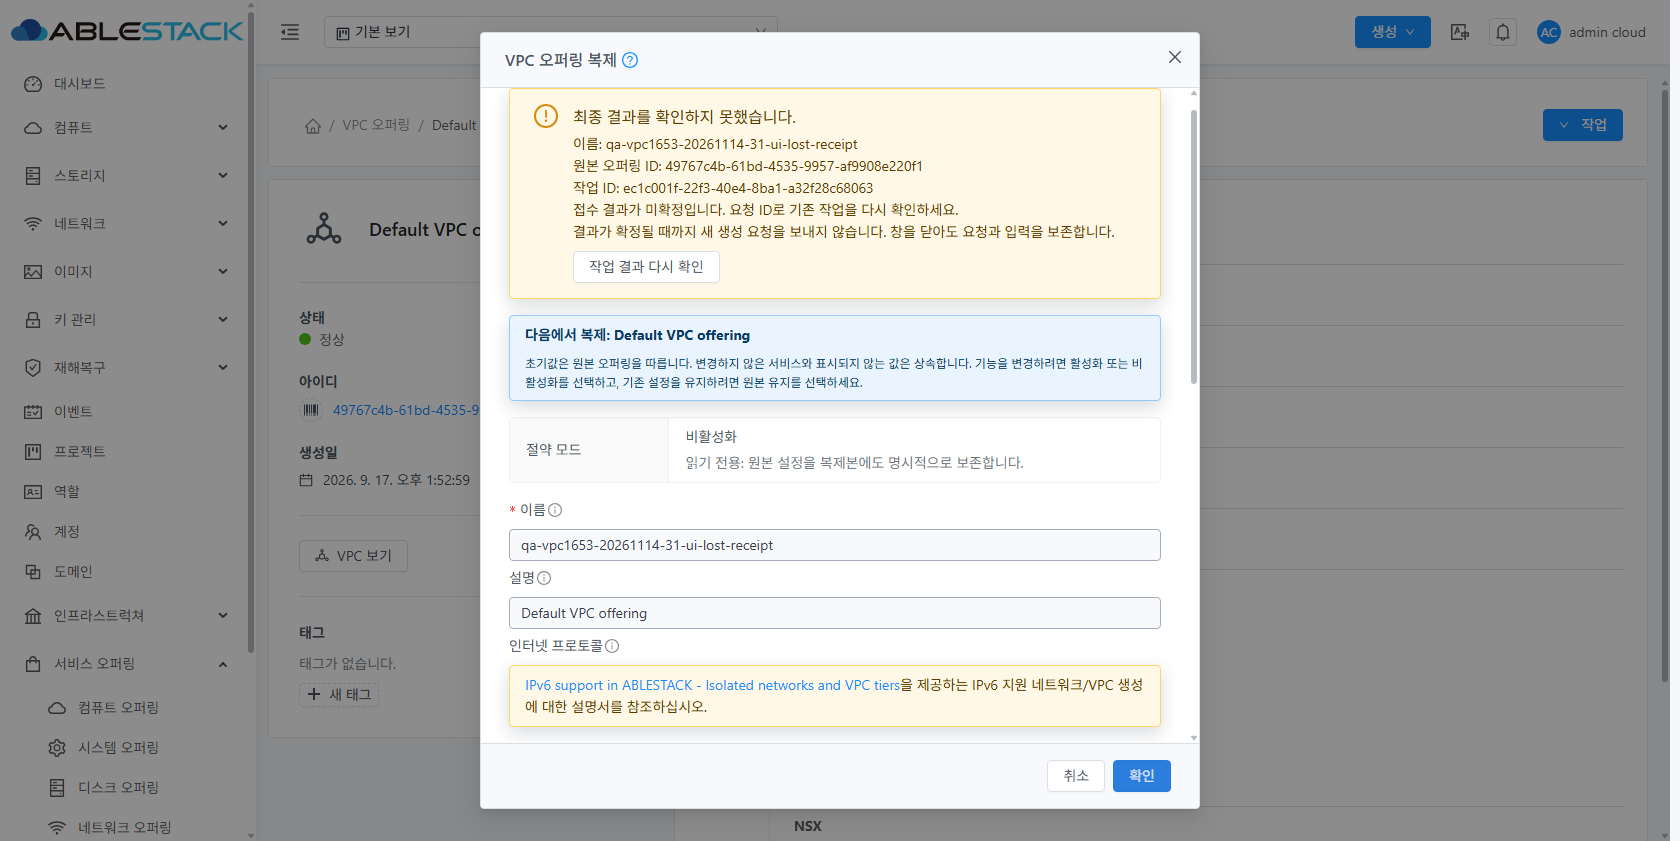 ABLESTACK
기본 보기
생성
AC
admin cloud
대시보드
컴퓨트
스토리지
네트워크
이미지
키 관리
재해복구
이벤트
프로젝트
역할
계정
도메인
인프라스트럭쳐
서비스 오퍼링
컴퓨트 오퍼링
시스템 오퍼링
디스크 오퍼링
네트워크 오퍼링
/ VPC 오퍼링 / Default
작업
Default VPC o
상태
정상
아이디
49767c4b-61bd-4535-9
생성일
2026. 9. 17. 오후 1:52:59
VPC 보기
태그
태그가 없습니다.
+ 새 태그
NSX
VPC 오퍼링 복제
최종 결과를 확인하지 못했습니다.
이름: qa-vpc1653-20261114-31-ui-lost-receipt
원본 오퍼링 ID: 49767c4b-61bd-4535-9957-af9908e220f1
작업 ID: ec1c001f-22f3-40e4-8ba1-a32f28c68063
접수 결과가 미확정입니다. 요청 ID로 기존 작업을 다시 확인하세요.
결과가 확정될 때까지 새 생성 요청을 보내지 않습니다. 창을 닫아도 요청과 입력을 보존합니다.
작업 결과 다시 확인
다음에서 복제: Default VPC offering
초기값은 원본 오퍼링을 따릅니다. 변경하지 않은 서비스와 표시되지 않는 값은 상속합니다. 기능을 변경하려면 활성화 또는 비
활성화를 선택하고, 기존 설정을 유지하려면 원본 유지를 선택하세요.
절약 모드
비활성화
읽기 전용: 원본 설정을 복제본에도 명시적으로 보존합니다.
* 이름
qa-vpc1653-20261114-31-ui-lost-receipt
설명
Default VPC offering
인터넷 프로토콜
IPv6 support in ABLESTACK - Isolated networks and VPC tiers을 제공하는 IPv6 지원 네트워크/VPC 생성
에 대한 설명서를 참조하십시오.
취소
확인